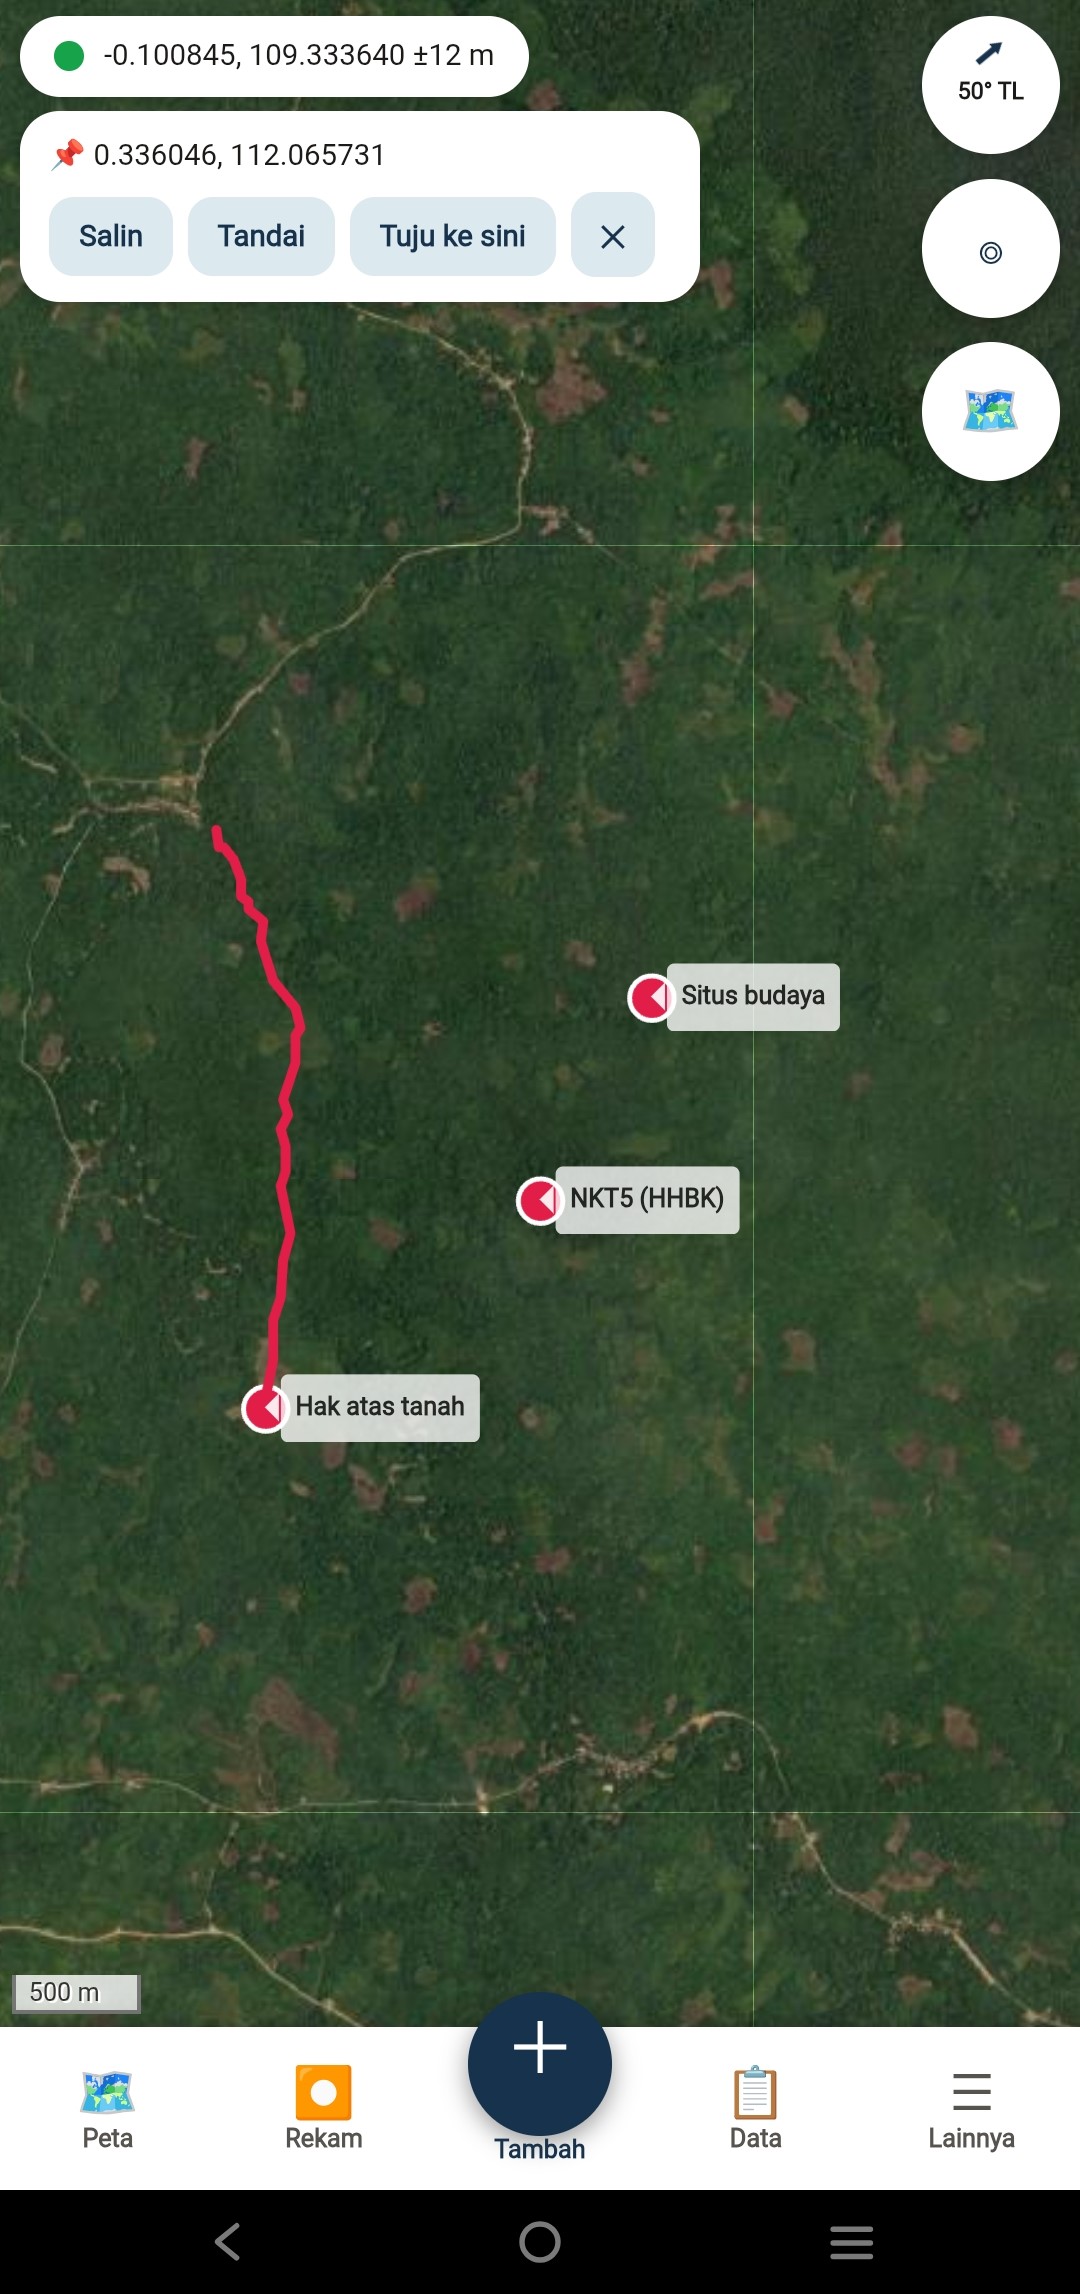 -0.100845, 109.333640 ±12 m
50° TL
📌 0.336046, 112.065731
Salin
Tandai
Tuju ke sini
×
Situs budaya
NKT5 (HHBK)
Hak atas tanah
500 m
Peta
Rekam
Tambah
Data
Lainnya